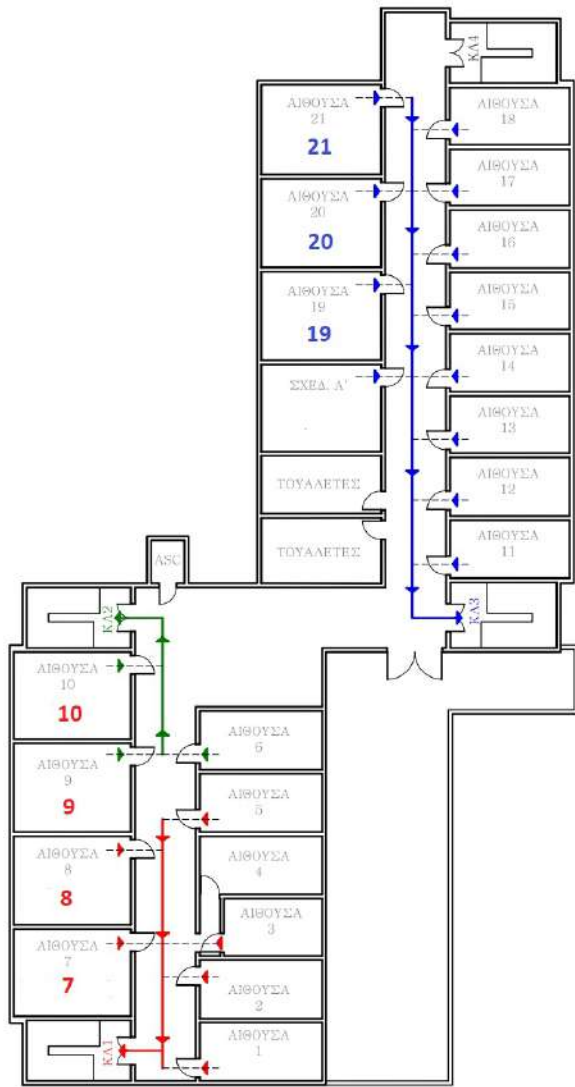 ΚΛ4
ΑΙΘΟΥΣΑ
21
21
ΑΙΘΟΥΣΑ
18
ΑΙΘΟΥΣΑ
17
ΑΙΘΟΥΣΑ
20
20
ΑΙΘΟΥΣΑ
16
ΑΙΘΟΥΣΑ
19
19
ΑΙΘΟΥΣΑ
15
ΑΙΘΟΥΣΑ
14
ΣΧΕΔ. Α'
ΑΙΘΟΥΣΑ
13
ΤΟΥΑΛΕΤΕΣ
ΑΙΘΟΥΣΑ
12
ΤΟΥΑΛΕΤΕΣ
ΑΙΘΟΥΣΑ
11
ASC
ΚΛ2
ΚΛ3
ΑΙΘΟΥΣΑ
10
10
ΑΙΘΟΥΣΑ
6
ΑΙΘΟΥΣΑ
9
9
ΑΙΘΟΥΣΑ
5
ΑΙΘΟΥΣΑ
8
8
ΑΙΘΟΥΣΑ
4
ΑΙΘΟΥΣΑ
3
ΑΙΘΟΥΣΑ
7
7
ΑΙΘΟΥΣΑ
2
ΚΛ1
ΑΙΘΟΥΣΑ
1